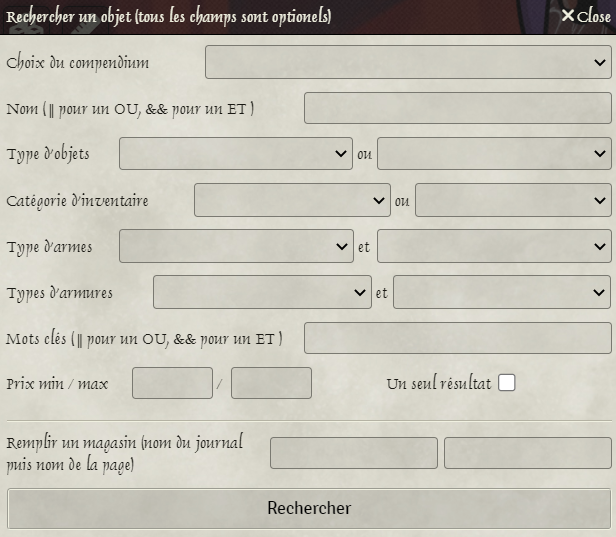 Rechercher un objet (tous les champs sont optionels) ×Close
Choix du compendium
Nom ( || pour un OU, && pour un ET )
Type d'objets ou
Catégorie d'inventaire ou
Type d'armes et
Types d'armures et
Mots clés ( || pour un OU, && pour un ET )
Prix min / max / Un seul résultat
Remplir un magasin (nom du journal
puis nom de la page)
Rechercher